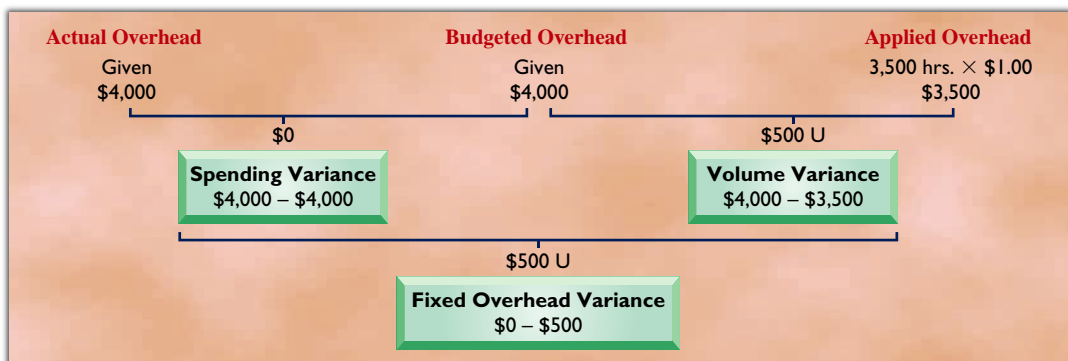 Actual Overhead Budgeted Overhead Applied Overhead
Given Given 3,500 hrs. × $1.00
$4,000 $4,000 $3,500
$0 $500 U
Spending Variance Volume Variance
$4,000 – $4,000 $4,000 – $3,500
$500 U
Fixed Overhead Variance
$0 – $500